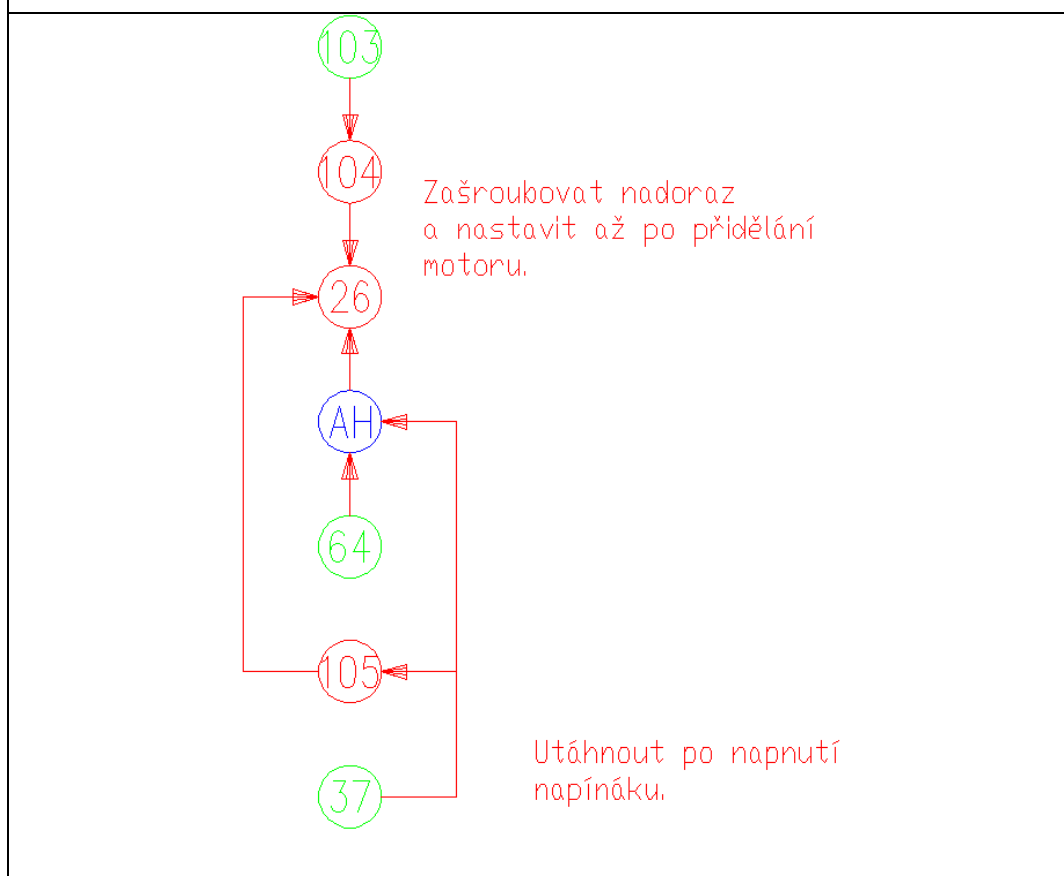 103
104
Zašroubovat nadoraz
a nastavit až po přidělání
motoru.
26
AH
64
105
Utáhnout po napnutí
napínáku.
37